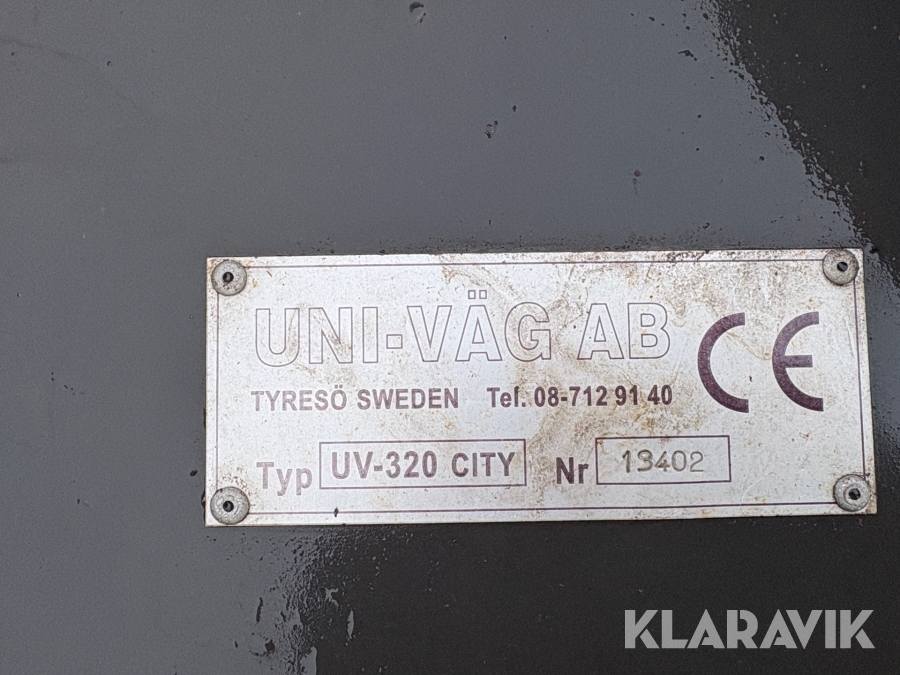 UNI-VÄG AB
CE
TYRESÖ SWEDEN Tel. 08-712 91 40
Typ UV-320 CITY Nr 13402
KLARAVIK